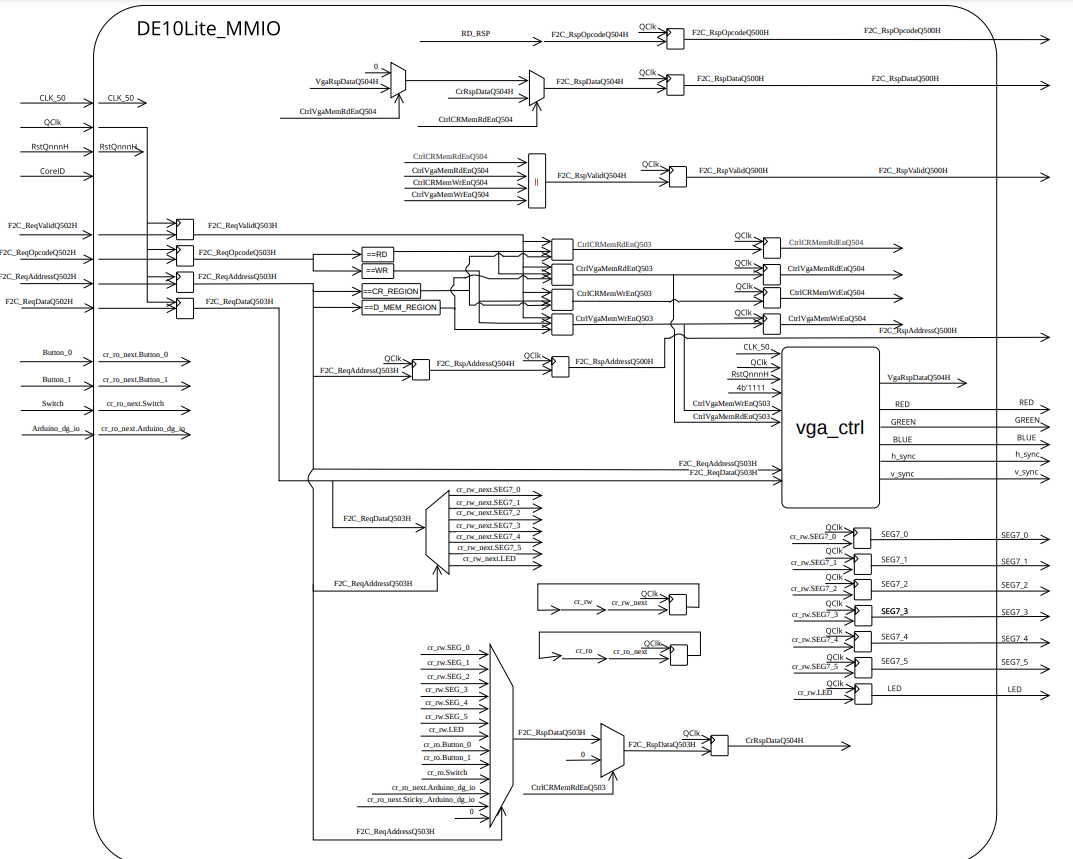 DE10Lite_MMIO
RD_RSP
F2C_RspOpcodeQ504H
QClk
F2C_RspOpcodeQ500H
F2C_RspOpcodeQ500H
0
VgaRspDataQ504H
CtrlVgaMemRdEnQ504
CrRspDataQ504H
CtrlCRMemRdEnQ504
F2C_RspDataQ504H
QClk
F2C_RspDataQ500H
F2C_RspDataQ500H
CLK_50
CLK_50
QClk
RstQnnnH
RstQnnnH
CoreID
CtrlCRMemRdEnQ504
CtrlVgaMemRdEnQ504
CtrlCRMemWrEnQ504
CtrlVgaMemWrEnQ504
||
F2C_RspValidQ504H
QClk
F2C_RspValidQ500H
F2C_RspValidQ500H
F2C_ReqValidQ502H
F2C_ReqValidQ503H
F2C_ReqOpcodeQ502H
F2C_ReqOpcodeQ503H
F2C_ReqAddressQ502H
F2C_ReqAddressQ503H
F2C_ReqDataQ502H
F2C_ReqDataQ503H
==RD
==WR
==CR_REGION
==D_MEM_REGION
CtrlCRMemRdEnQ503
QClk
CtrlCRMemRdEnQ504
CtrlVgaMemRdEnQ503
QClk
CtrlVgaMemRdEnQ504
CtrlCRMemWrEnQ503
QClk
CtrlCRMemWrEnQ504
CtrlVgaMemWrEnQ503
QClk
CtrlVgaMemWrEnQ504
F2C_RspAddressQ500H
Button_0
cr_ro_next.Button_0
Button_1
cr_ro_next.Button_1
Switch
cr_ro_next.Switch
Arduino_dg_io
cr_ro_next.Arduino_dg_io
F2C_ReqAddressQ503H
QClk
F2C_RspAddressQ504H
QClk
F2C_RspAddressQ500H
CLK_50
QClk
RstQnnnH
4b'1111
CtrlVgaMemWrEnQ503
CtrlVgaMemRdEnQ503
F2C_ReqAddressQ503H
F2C_ReqDataQ503H
vga_ctrl
VgaRspDataQ504H
RED
RED
GREEN
GREEN
BLUE
BLUE
h_sync
h_sync
v_sync
v_sync
F2C_ReqDataQ503H
F2C_ReqAddressQ503H
cr_rw_next.SEG7_0
cr_rw_next.SEG7_1
cr_rw_next.SEG7_2
cr_rw_next.SEG7_3
cr_rw_next.SEG7_4
cr_rw_next.SEG7_5
cr_rw_next.LED
cr_rw
cr_rw_next
QClk
cr_ro
cr_ro_next
QClk
QClk
cr_rw.SEG7_0
SEG7_0
SEG7_0
QClk
cr_rw.SEG7_1
SEG7_1
SEG7_1
QClk
cr_rw.SEG7_2
SEG7_2
SEG7_2
QClk
cr_rw.SEG7_3
SEG7_3
SEG7_3
QClk
cr_rw.SEG7_4
SEG7_4
SEG7_4
QClk
cr_rw.SEG7_5
SEG7_5
SEG7_5
QClk
cr_rw.LED
LED
LED
cr_rw.SEG_0
cr_rw.SEG_1
cr_rw.SEG_2
cr_rw.SEG_3
cr_rw.SEG_4
cr_rw.SEG_5
cr_rw.LED
cr_ro.Button_0
cr_ro.Button_1
cr_ro.Switch
cr_ro_next.Arduino_dg_io
cr_ro_next.Sticky_Arduino_dg_io
0
F2C_ReqAddressQ503H
F2C_RspDataQ503H
0
CtrlCRMemRdEnQ503
F2C_RspDataQ503H
QClk
CrRspDataQ504H